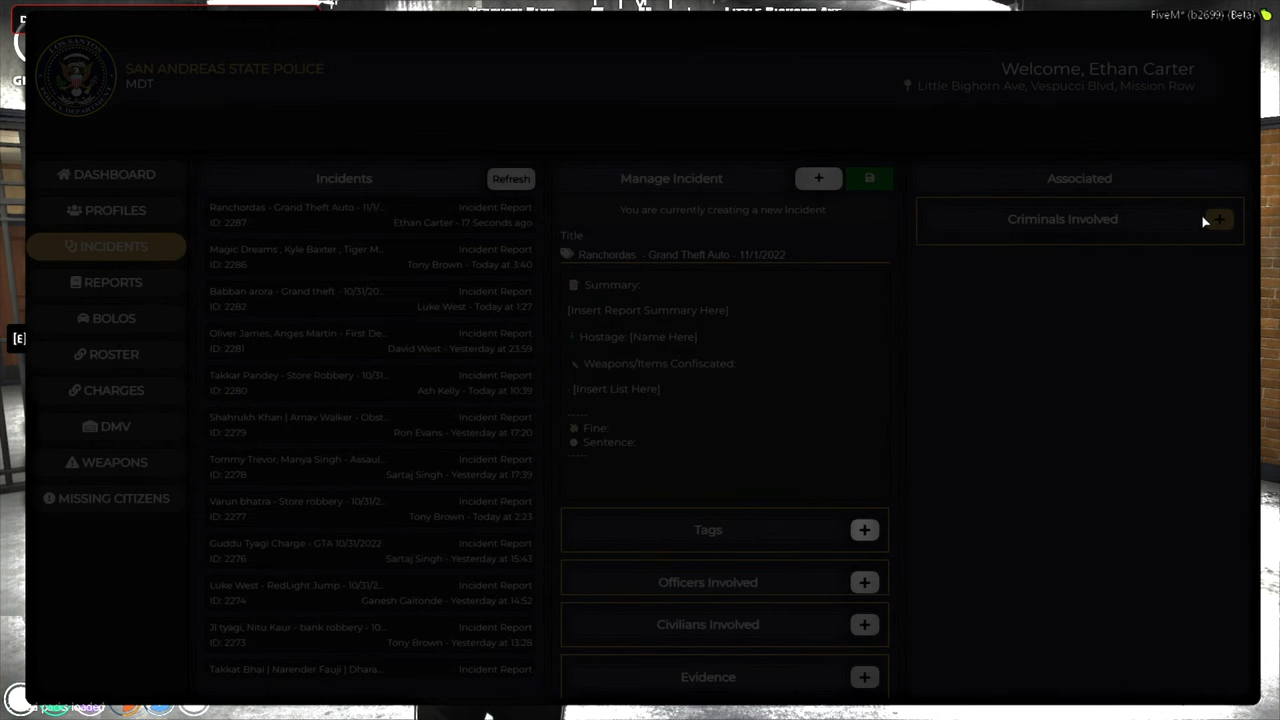 FiveM* (b2699) (Beta)
SAN ANDREAS STATE POLICE
MDT
Welcome, Ethan Carter
Little Bighorn Ave, Vespucci Blvd, Mission Row
DASHBOARD
PROFILES
INCIDENTS
REPORTS
BOLOS
ROSTER
CHARGES
DMV
WEAPONS
MISSING CITIZENS
[E]
Incidents
Refresh
Ranchordas - Grand Theft Auto - 11/1/... Incident Report
ID: 2287 Ethan Carter - 17 Seconds ago
Magic Dreams , Kyle Baxter , Tiger M... Incident Report
ID: 2286 Tony Brown - Today at 3:40
Babban arora - Grand theft - 10/31/20... Incident Report
ID: 2282 Luke West - Today at 1:27
Oliver James, Anges Martin - First De... Incident Report
ID: 2281 David West - Yesterday at 23:59
Takkar Pandey - Store Robbery - 10/31... Incident Report
ID: 2280 Ash Kelly - Today at 10:39
Shahrukh Khan | Arnav Walker - Obst... Incident Report
ID: 2279 Ron Evans - Yesterday at 17:20
Tommy Trevor, Manya Singh - Assaul... Incident Report
ID: 2278 Sartaj Singh - Yesterday at 17:39
Varun bhatra - Store robbery - 10/31/2... Incident Report
ID: 2277 Tony Brown - Today at 2:23
Guddu Tyagi Charge - GTA 10/31/2022 Incident Report
ID: 2276 Sartaj Singh - Yesterday at 15:43
Luke West - RedLight Jump - 10/31/2... Incident Report
ID: 2274 Ganesh Gaitonde - Yesterday at 14:52
JI tyagi, Nitu Kaur - bank robbery - 10... Incident Report
ID: 2273 Tony Brown - Yesterday at 13:28
Takkat Bhai | Narender Fauji | Dhara... Incident Report
Manage Incident
You are currently creating a new Incident
Title
Ranchordas - Grand Theft Auto - 11/1/2022
Summary:
[Insert Report Summary Here]
Hostage: [Name Here]
Weapons/Items Confiscated:
· [Insert List Here]
-----
Fine:
Sentence:
-----
Tags
Officers Involved
Civilians Involved
Evidence
Associated
Criminals Involved